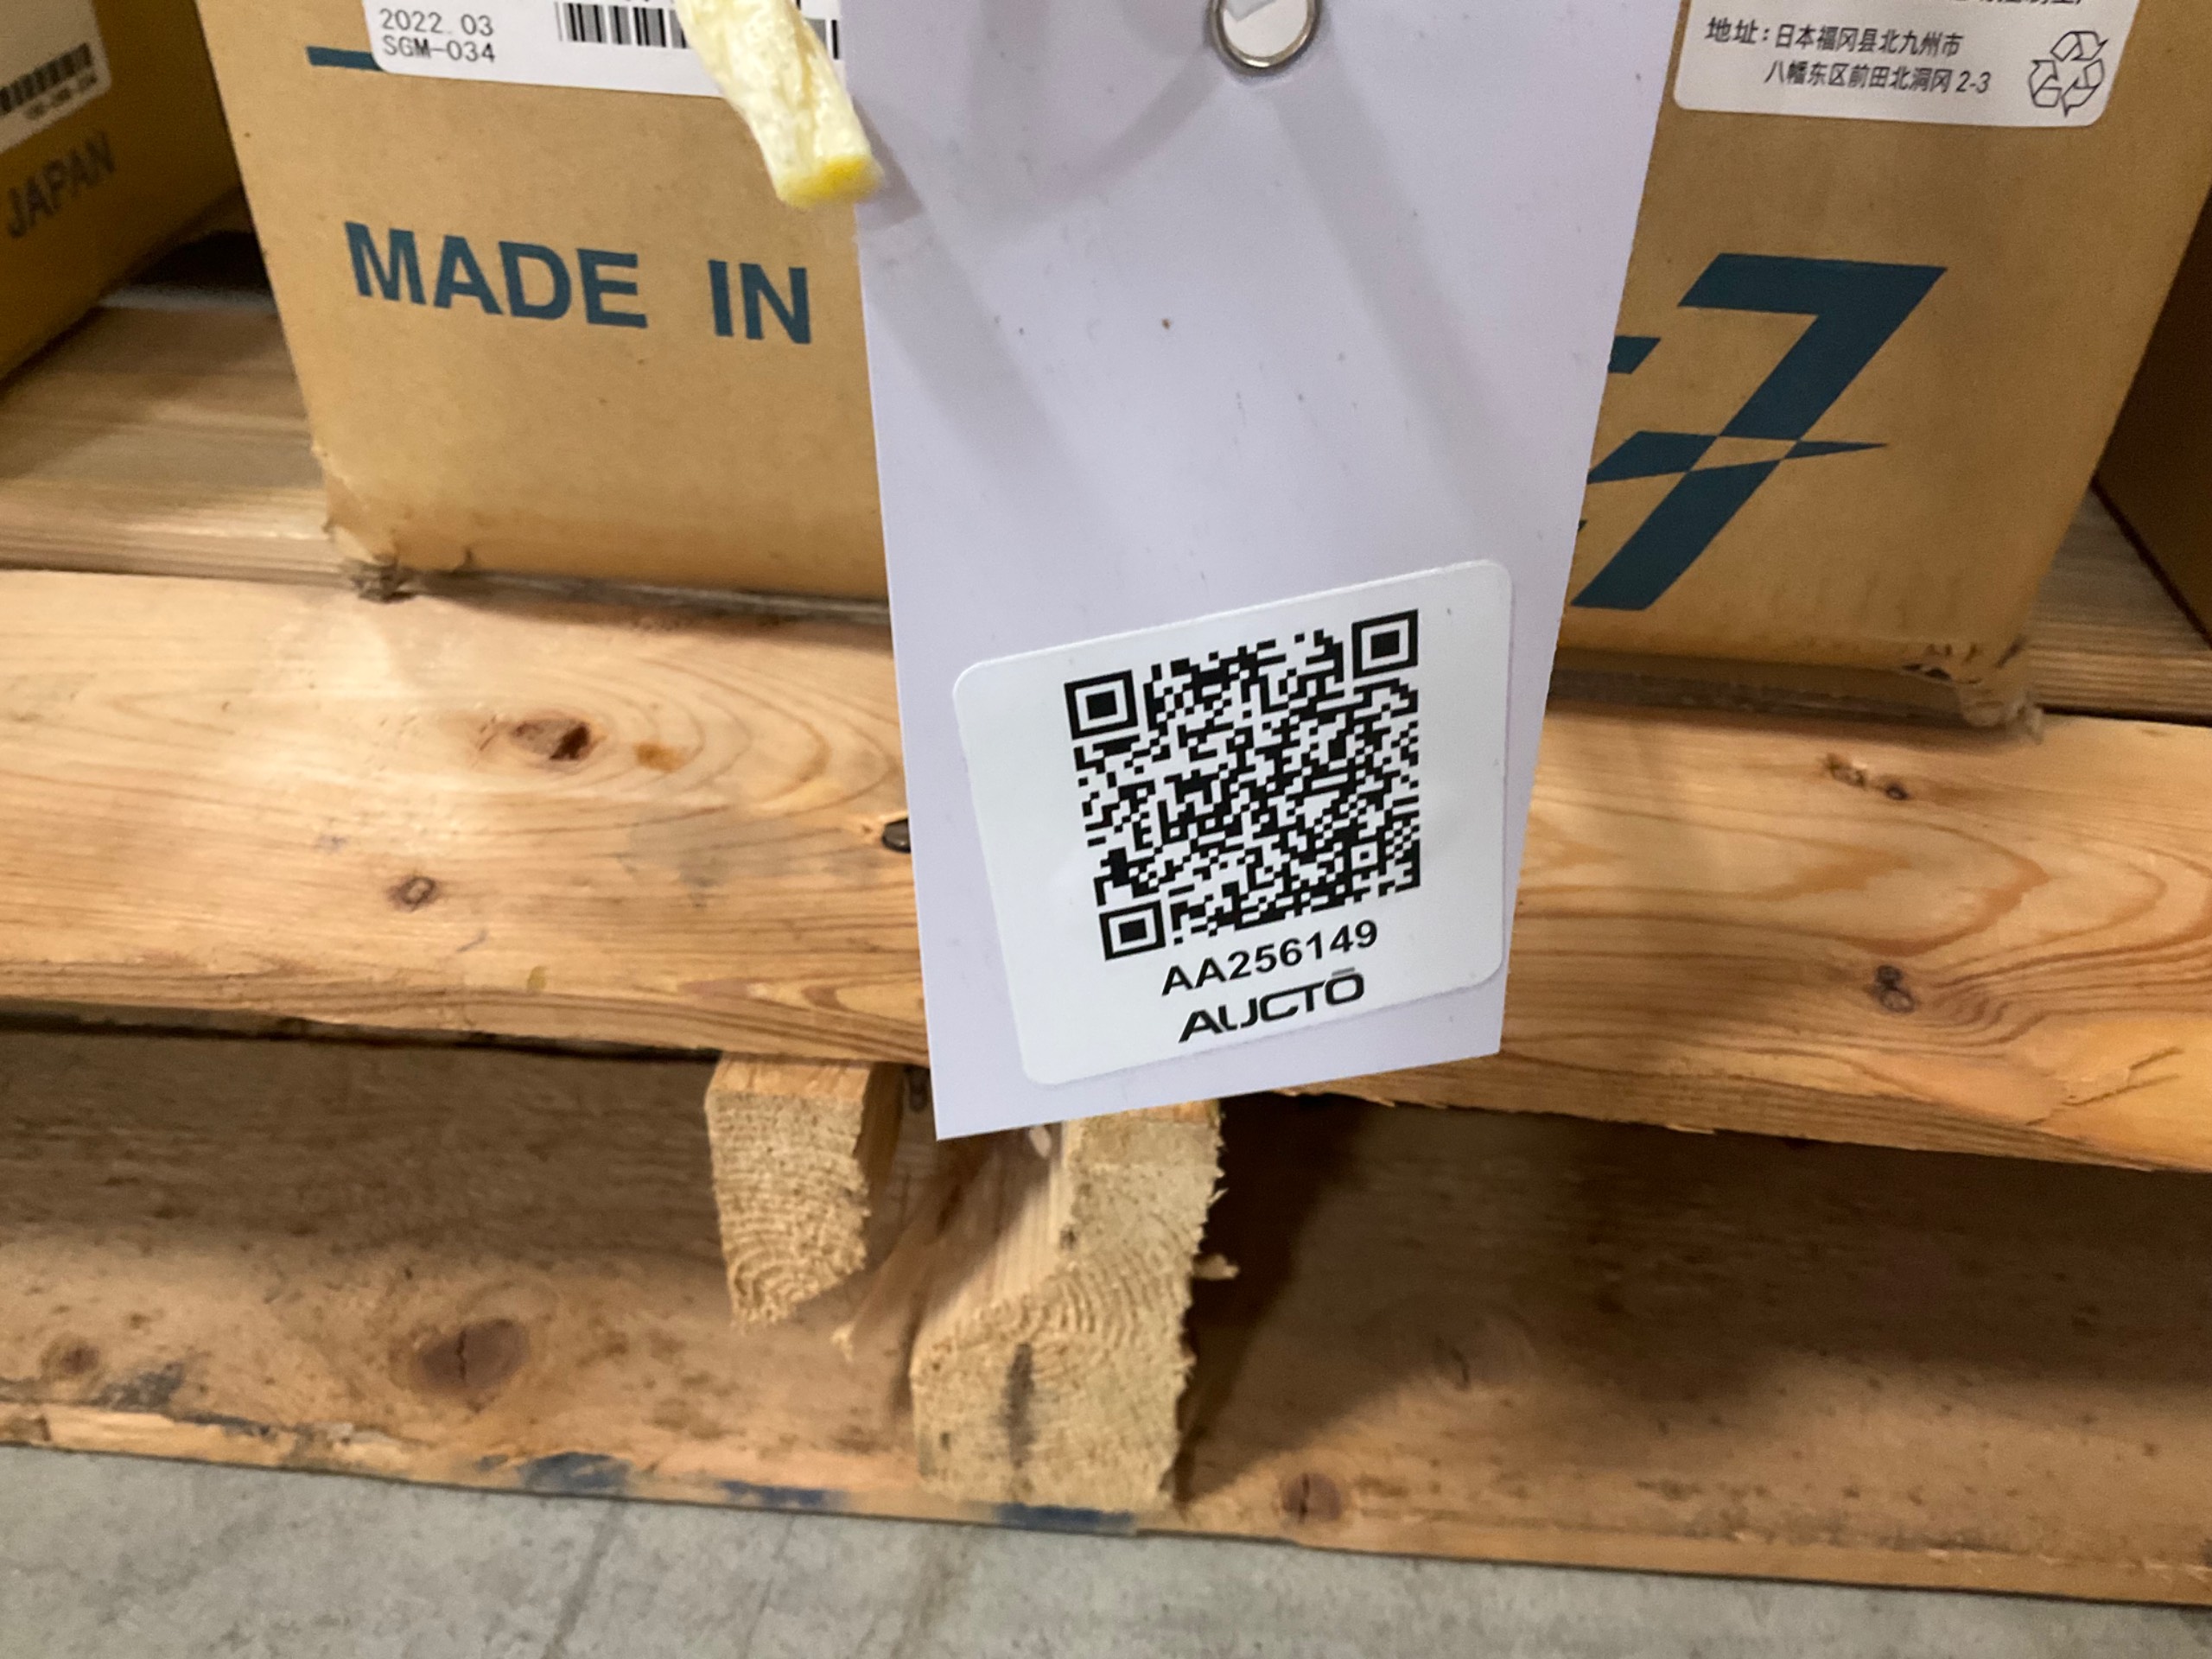 2022.03
SGM-034
地址：日本福冈县北九州市
八幡东区前田北洞冈 2-3
JAPAN
MADE IN
AA256149
AUCTŌ